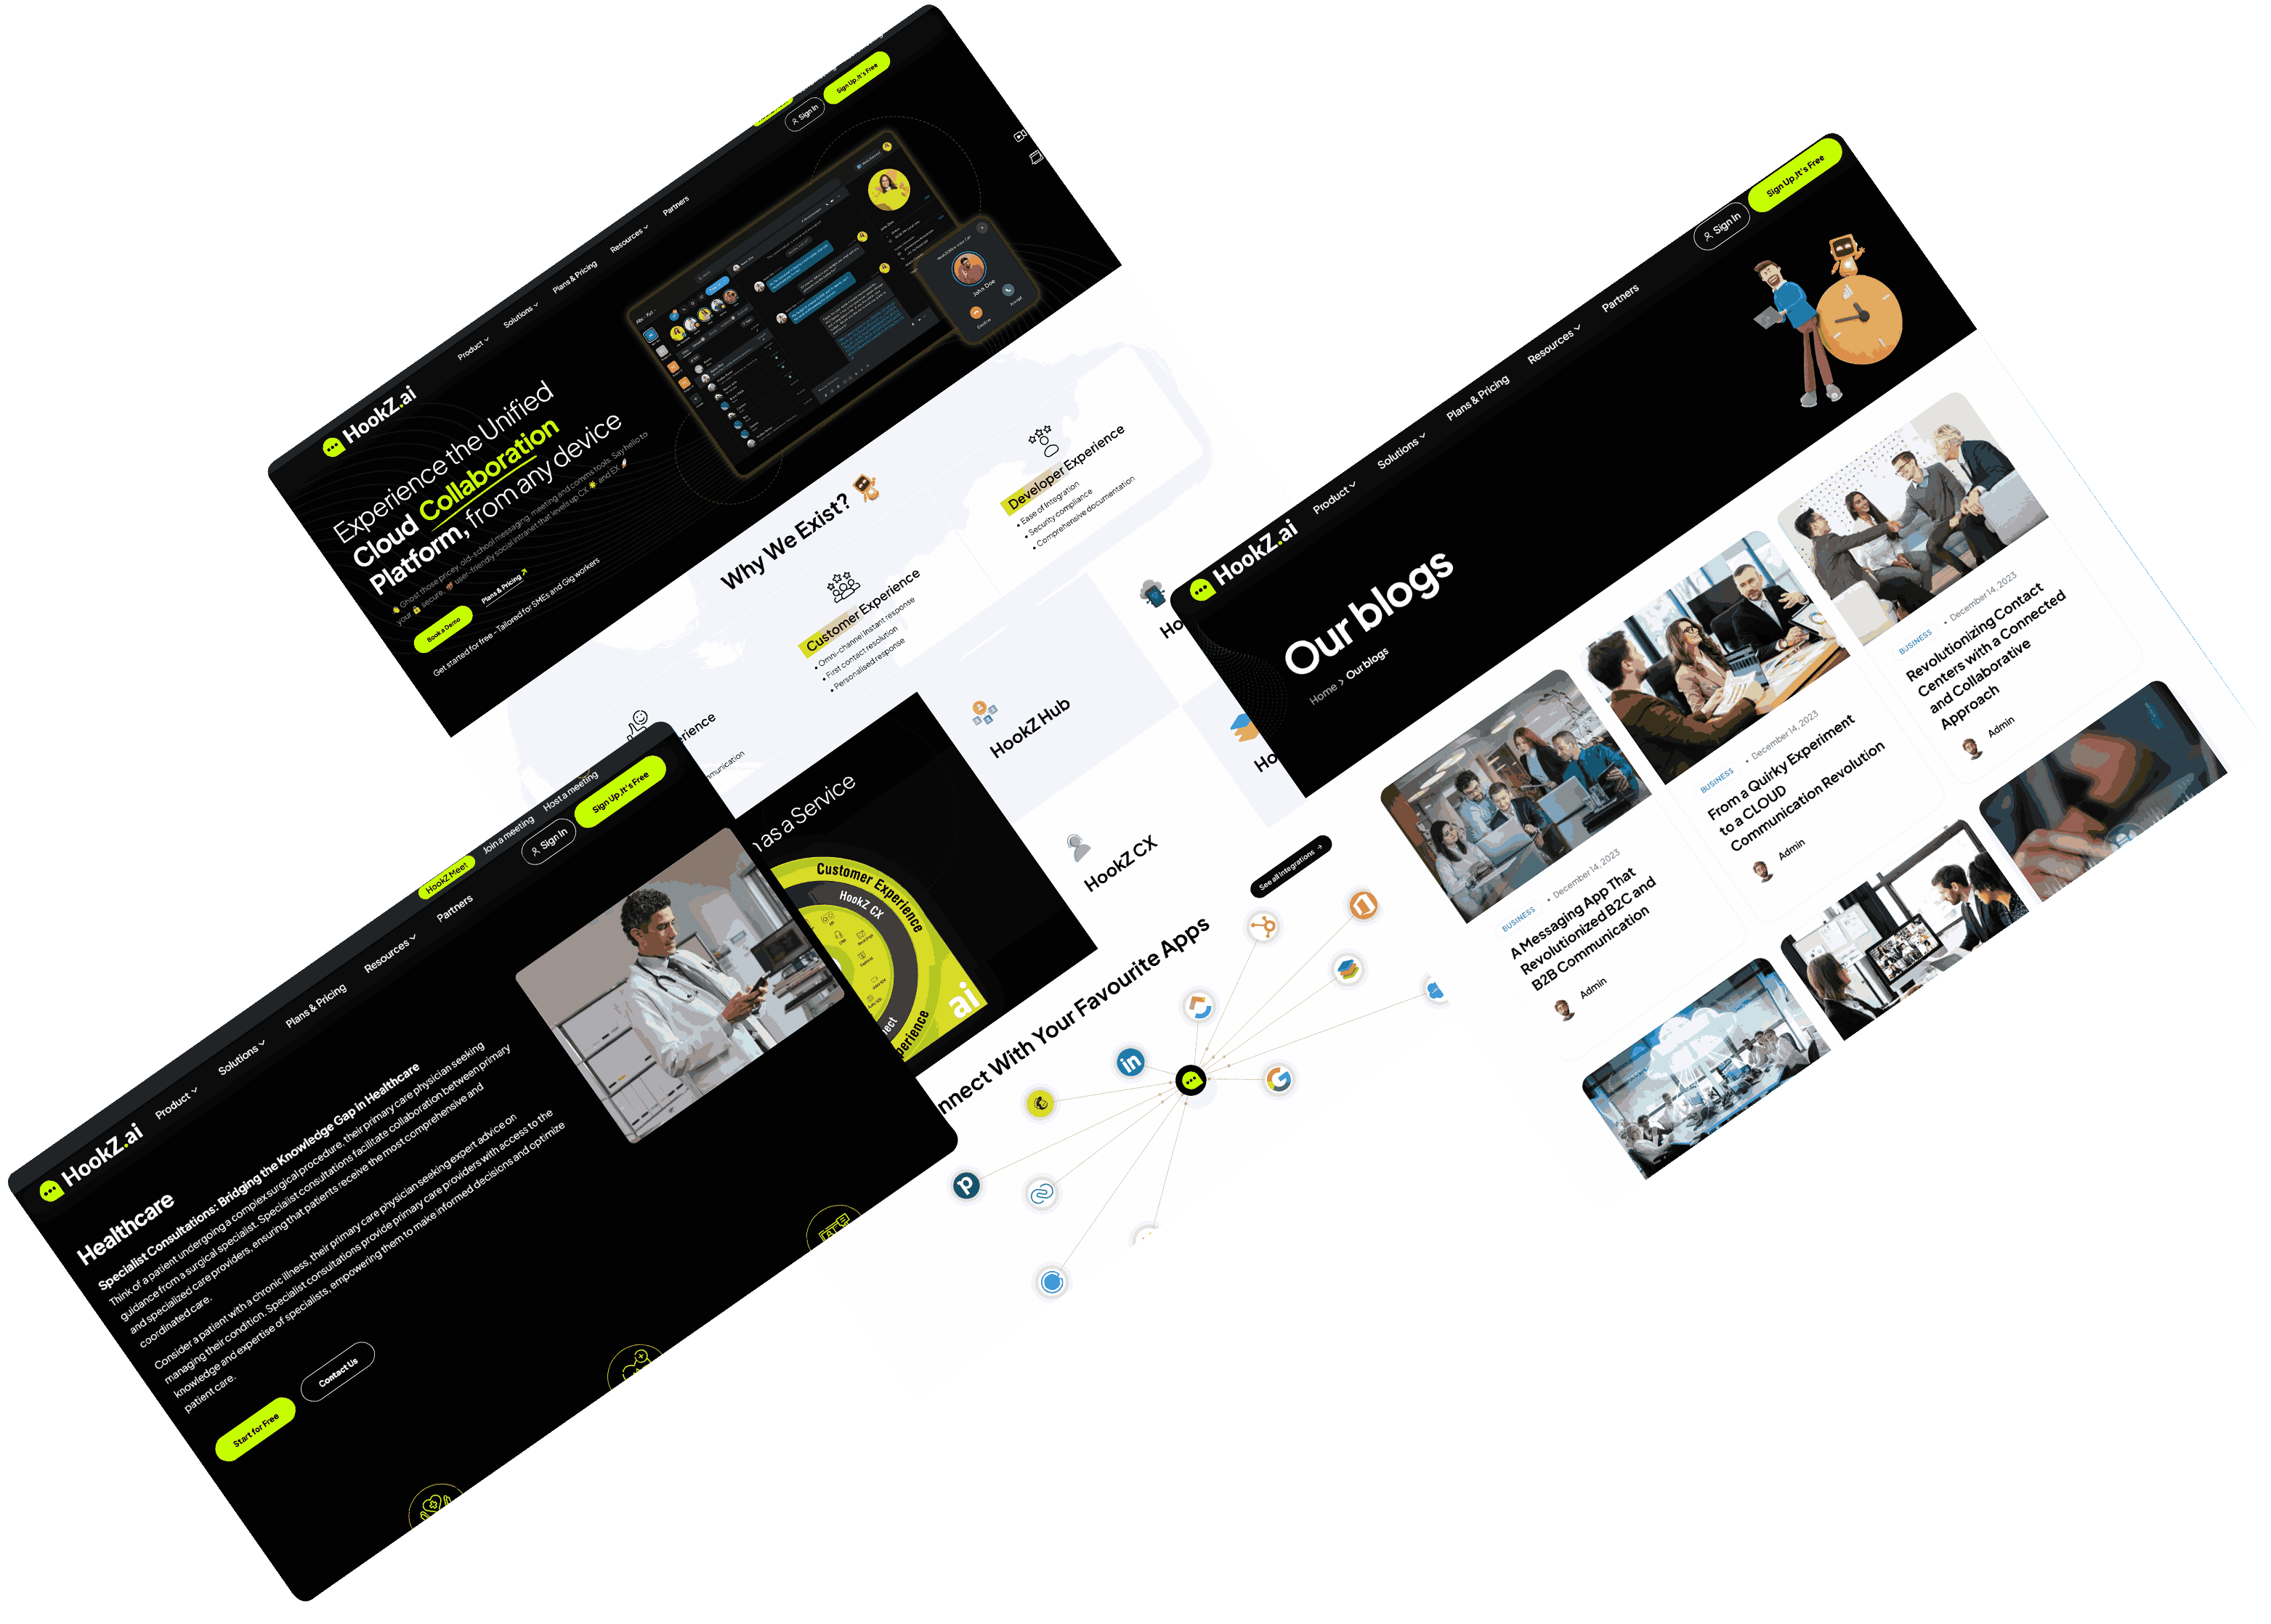 Sign Up, It's Free
Sign In
HookZ.ai
Product
Solutions
Plans & Pricing
Resources
Partners
Experience the Unified
Cloud Collaboration
Platform, from any device
👋 Ghost those pricey, old-school messaging, meeting and comms tools. Say hello to
your 🔒 secure, user-friendly social intranet that levels up CX and EX 🚀
Book a Demo
Plans & Pricing
Get started for free - Tailored for SMEs and Gig workers
John Doe
Decline
Accept
Why We Exist?
Developer Experience
• Ease of Integration
• Security compliance
• Comprehensive documentation
Customer Experience
• Omni-channel Instant response
• First contact resolution
• Personalised response
erience
munication
HookZ Hub
HookZ CX
Ho
Ho
as a Service
Customer Experience
HookZ CX
ect
perience
ai
See all Integrations
nnect With Your Favourite Apps
HookZ Meet
Join a meeting
Host a meeting
Sign In
Sign Up, It's Free
HookZ.ai
Product
Solutions
Plans & Pricing
Resources
Partners
Healthcare
Specialist Consultations: Bridging the Knowledge Gap in Healthcare
Think of a patient undergoing a complex surgical procedure, their primary care physician seeking
guidance from a surgical specialist. Specialist consultations facilitate collaboration between primary
and specialized care providers, ensuring that patients receive the most comprehensive and
coordinated care.
Consider a patient with a chronic illness, their primary care physician seeking expert advice on
managing their condition. Specialist consultations provide primary care providers with access to the
knowledge and expertise of specialists, empowering them to make informed decisions and optimize
patient care.
Start for Free
Contact Us
Sign In
Sign Up, It's Free
HookZ.ai
Product
Solutions
Plans & Pricing
Resources
Partners
Our blogs
Home > Our blogs
BUSINESS • December 14, 2023
A Messaging App That
Revolutionized B2C and
B2B Communication
Admin
BUSINESS • December 14, 2023
From a Quirky Experiment
to a CLOUD
Communication Revolution
Admin
BUSINESS • December 14, 2023
Revolutionizing Contact
Centers with a Connected
and Collaborative
Approach
Admin